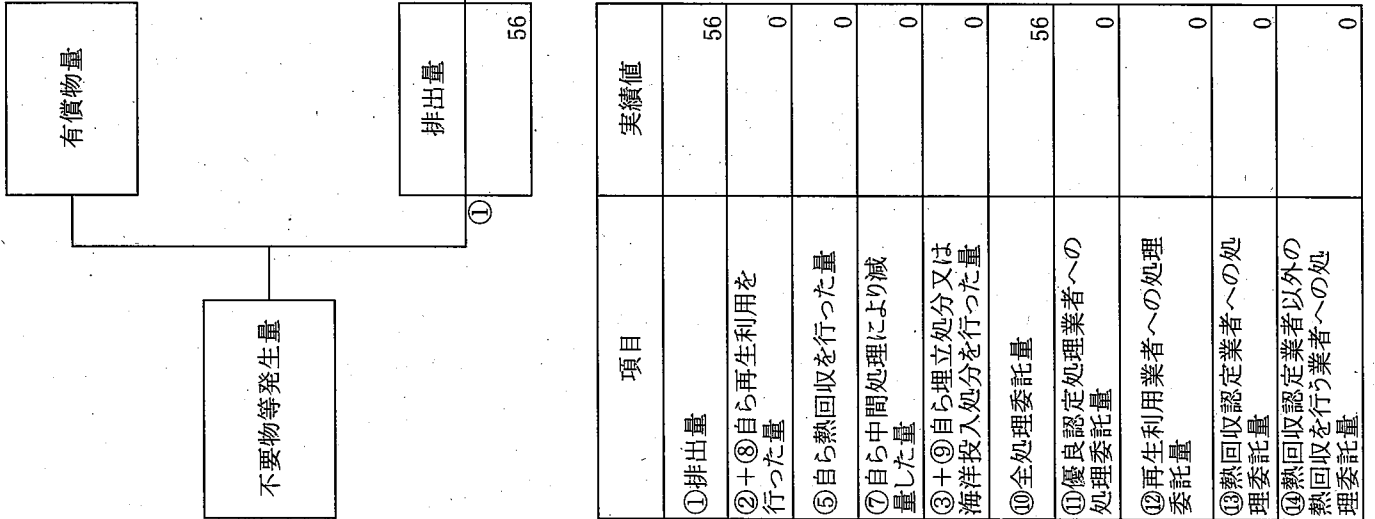 不要物等発生量
有償物量
①
排出量
56
項目
実績値
①排出量
56
②+⑧自ら再生利用を
行った量
0
⑤自ら熱回収を行った量
0
⑦自ら中間処理により減
量した量
0
③+⑨自ら埋立処分又は
海洋投入処分を行った量
0
⑩全処理委託量
56
⑪優良認定処理業者への
処理委託量
0
⑫再生利用業者への処理
委託量
0
⑬熱回収認定業者への処
理委託量
0
⑭熱回収認定業者以外の
熱回収を行う業者への処
理委託量
0